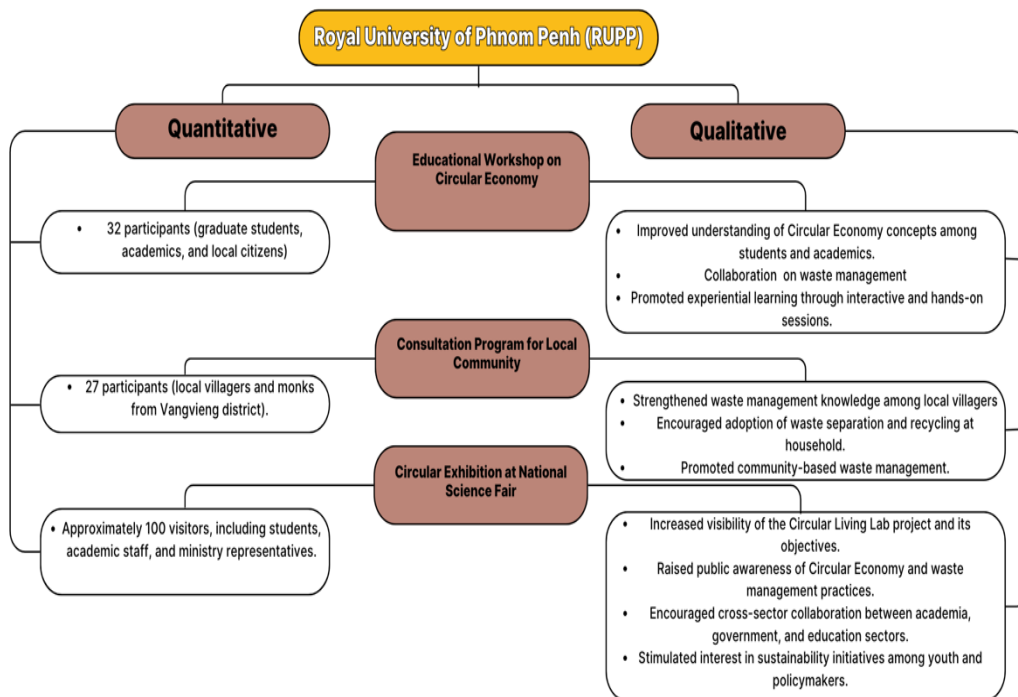 Royal University of Phnom Penh (RUPP)
Quantitative
Qualitative
Educational Workshop on
Circular Economy
• 32 participants (graduate students,
academics, and local citizens)
• Improved understanding of Circular Economy concepts among
students and academics.
• Collaboration on waste management
• Promoted experiential learning through interactive and hands-on
sessions.
Consultation Program for Local
Community
• 27 participants (local villagers and monks
from Vangvieng district).
• Strengthened waste management knowledge among local villagers
• Encouraged adoption of waste separation and recycling at
household.
• Promoted community-based waste management.
Circular Exhibition at National
Science Fair
• Approximately 100 visitors, including students,
academic staff, and ministry representatives.
• Increased visibility of the Circular Living Lab project and its
objectives.
• Raised public awareness of Circular Economy and waste
management practices.
• Encouraged cross-sector collaboration between academia,
government, and education sectors.
• Stimulated interest in sustainability initiatives among youth and
policymakers.